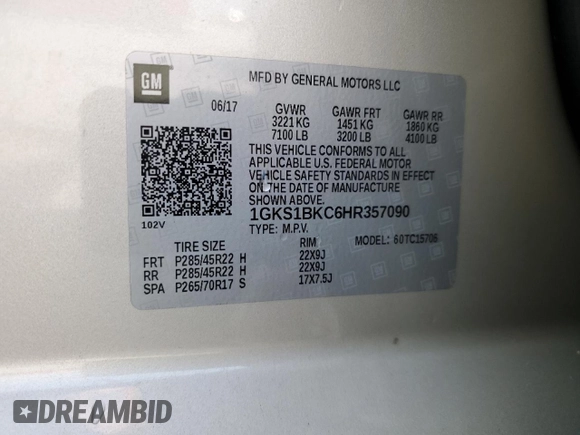 GM
MFD BY GENERAL MOTORS LLC
06/17 GVWR GAWR FRT GAWR RR
3221 KG 1451 KG 1860 KG
7100 LB 3200 LB 4100 LB
THIS VEHICLE CONFORMS TO ALL
APPLICABLE U.S. FEDERAL MOTOR
VEHICLE SAFETY STANDARDS IN EFFECT
ON THE DATE OF MANUFACTURE
SHOWN ABOVE.
102V
1GKS1BKC6HR357090
TYPE: M.P.V. MODEL: 60TC15706
TIRE SIZE RIM
FRT P285/45R22 H 22X9J
RR P285/45R22 H 22X9J
SPA P265/70R17 S 17X7.5J
DREAMBID